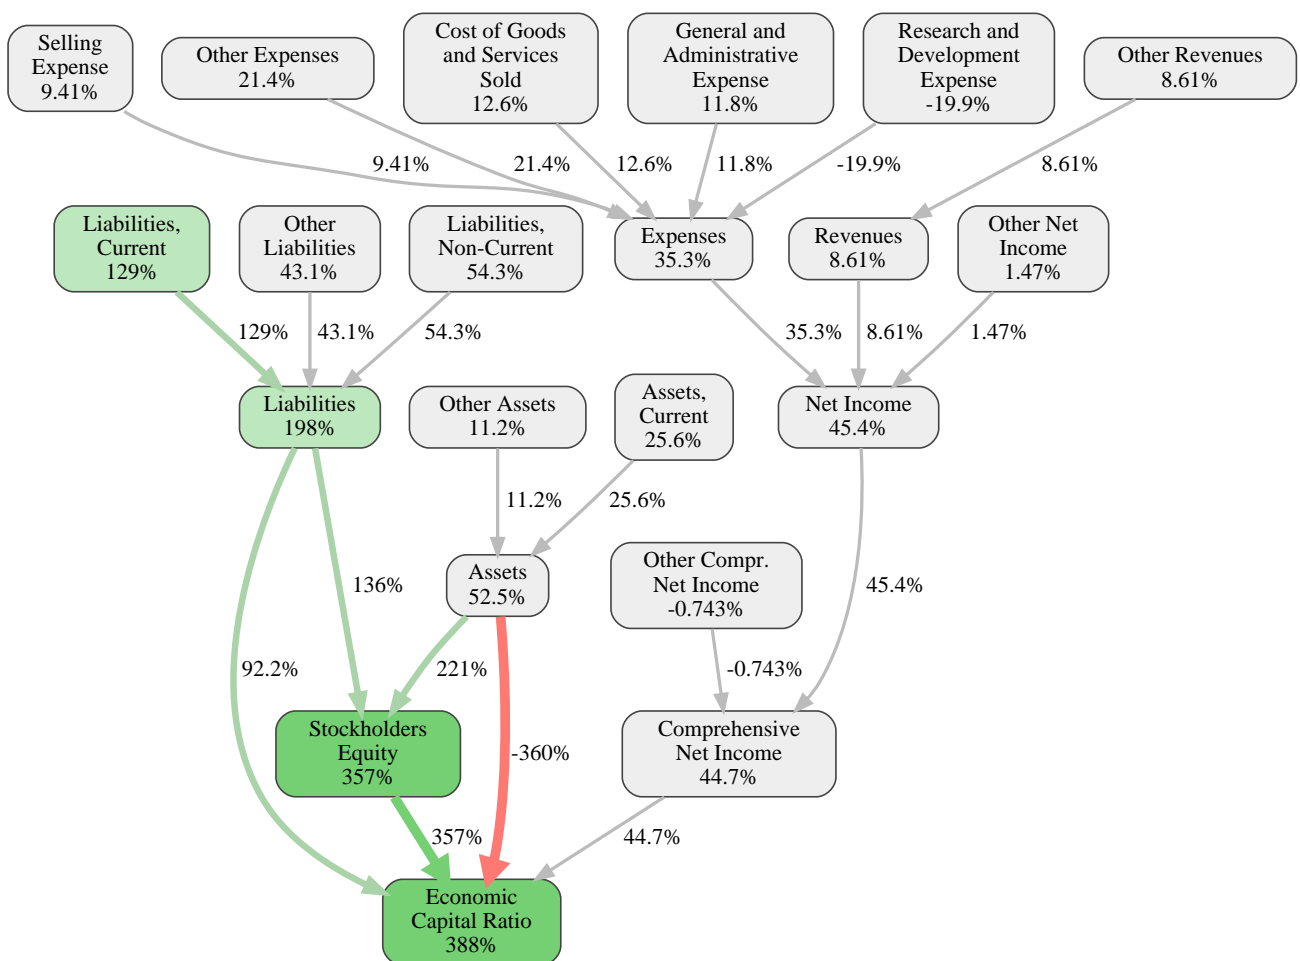 Selling
Expense
9.41%
Other Expenses
21.4%
Cost of Goods
and Services
Sold
12.6%
General and
Administrative
Expense
11.8%
Research and
Development
Expense
-19.9%
Other Revenues
8.61%
9.41%
21.4%
12.6%
11.8%
-19.9%
8.61%
Liabilities,
Current
129%
Other
Liabilities
43.1%
Liabilities,
Non-Current
54.3%
Expenses
35.3%
Revenues
8.61%
Other Net
Income
1.47%
129%
43.1%
54.3%
35.3%
8.61%
1.47%
Liabilities
198%
Other Assets
11.2%
Assets,
Current
25.6%
Net Income
45.4%
11.2%
25.6%
Assets
52.5%
Other Compr.
Net Income
-0.743%
136%
45.4%
92.2%
221%
-0.743%
Stockholders
Equity
357%
-360%
Comprehensive
Net Income
44.7%
357%
44.7%
Economic
Capital Ratio
388%